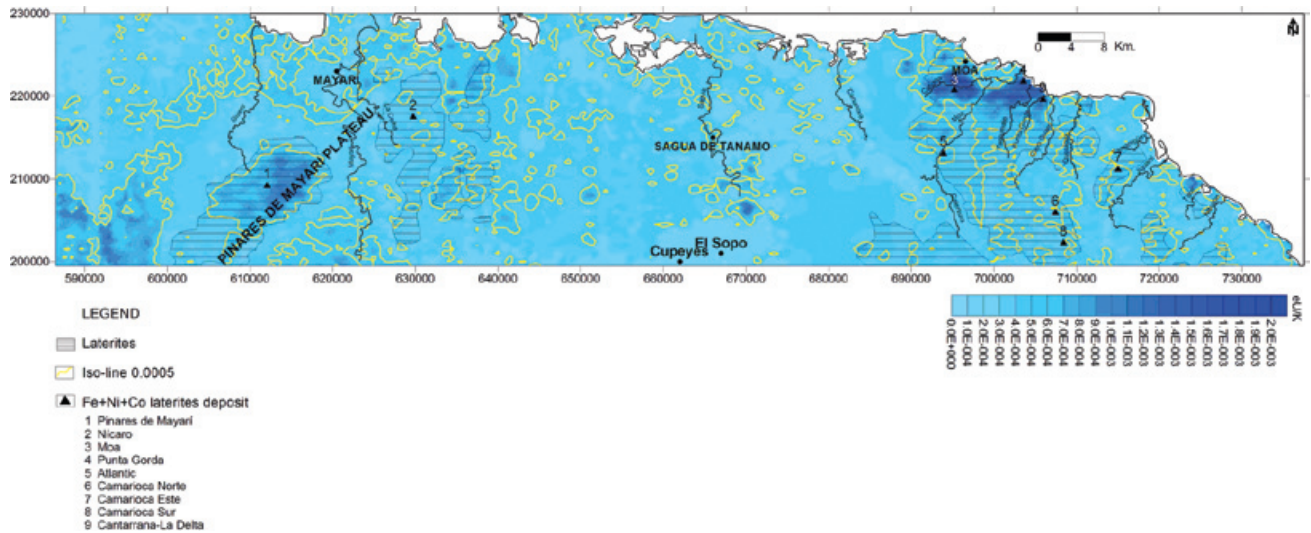 230000
220000
210000
200000
590000 600000 610000 620000 630000 640000 650000 660000 670000 680000 690000 700000 710000 720000 730000
MAYARI
PINARES DE MAYARI PLATEAU
SAGUA DE TANAMO
El Sopo
Cupeyes
MOA
1
2
3
4
5
6
8
N
0 4 8 Km.
eU/K
0.0E+000
1.0E-004
2.0E-004
3.0E-004
4.0E-004
5.0E-004
6.0E-004
7.0E-004
8.0E-004
9.0E-004
1.0E-003
1.1E-003
1.3E-003
1.5E-003
1.6E-003
1.7E-003
1.8E-003
1.9E-003
2.0E-003
LEGEND
Laterites
Iso-line 0.0005
Fe+Ni+Co laterites deposit
1 Pinares de Mayarí
2 Nicaro
3 Moa
4 Punta Gorda
5 Atlantic
6 Camarioca Norte
7 Camarioca Este
8 Camarioca Sur
9 Cantarrana-La Delta